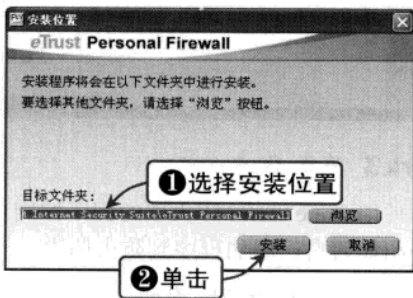 安装位置
eTrust Personal Firewall
安装程序将会在以下文件夹中进行安装。
要选择其他文件夹，请选择“浏览”按钮。
❶选择安装位置
目标文件夹：
Internet Security Suite\eTrust Personal Firewall 浏览
安装 取消
❷单击